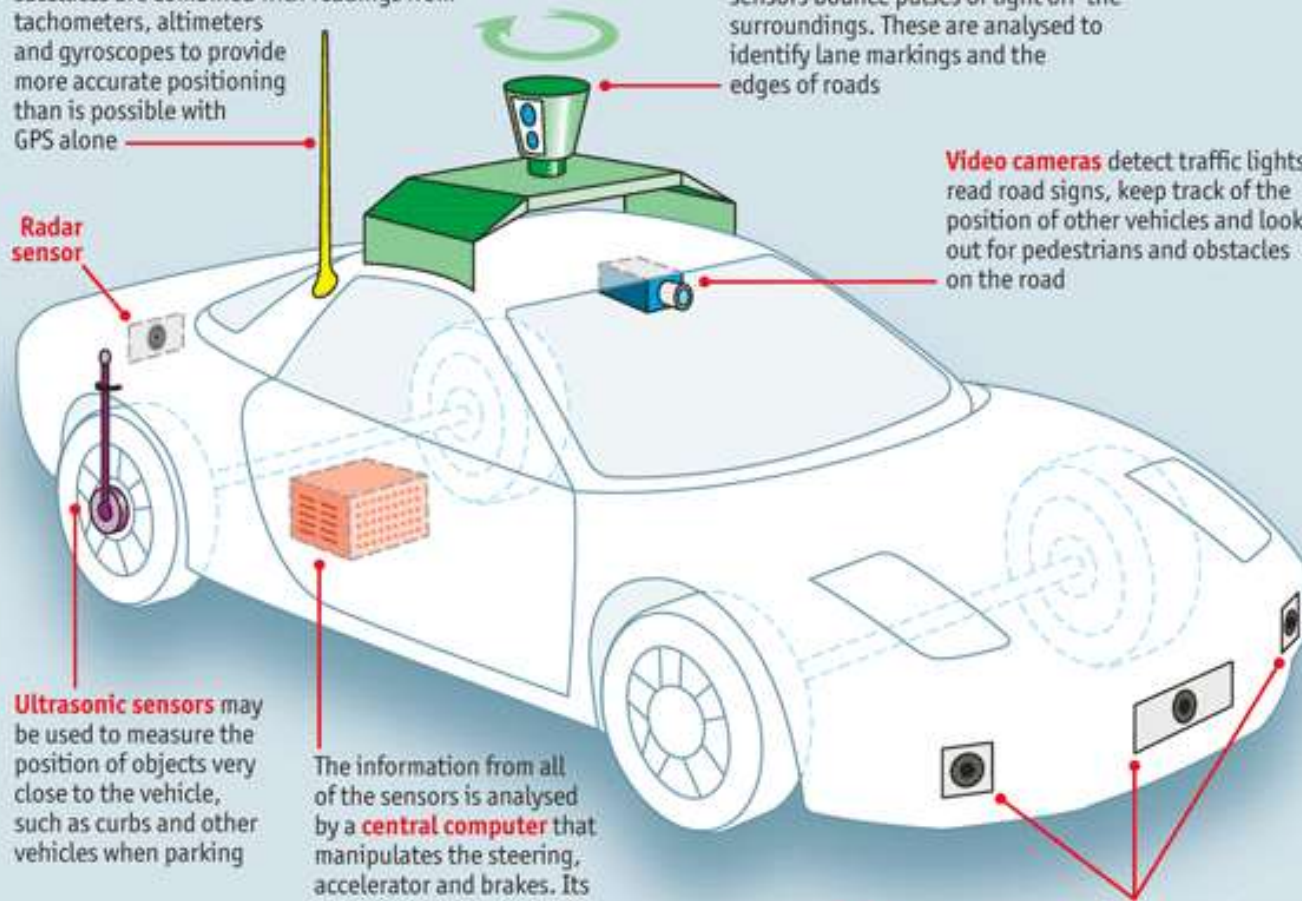 tachometers, altimeters
and gyroscopes to provide
more accurate positioning
than is possible with
GPS alone
surroundings. These are analysed to
identify lane markings and the
edges of roads
Video cameras detect traffic lights
read road signs, keep track of the
position of other vehicles and look
out for pedestrians and obstacles
on the road
Radar
sensor
Ultrasonic sensors may
be used to measure the
position of objects very
close to the vehicle,
such as curbs and other
vehicles when parking
The information from all
of the sensors is analysed
by a central computer that
manipulates the steering,
accelerator and brakes. Its